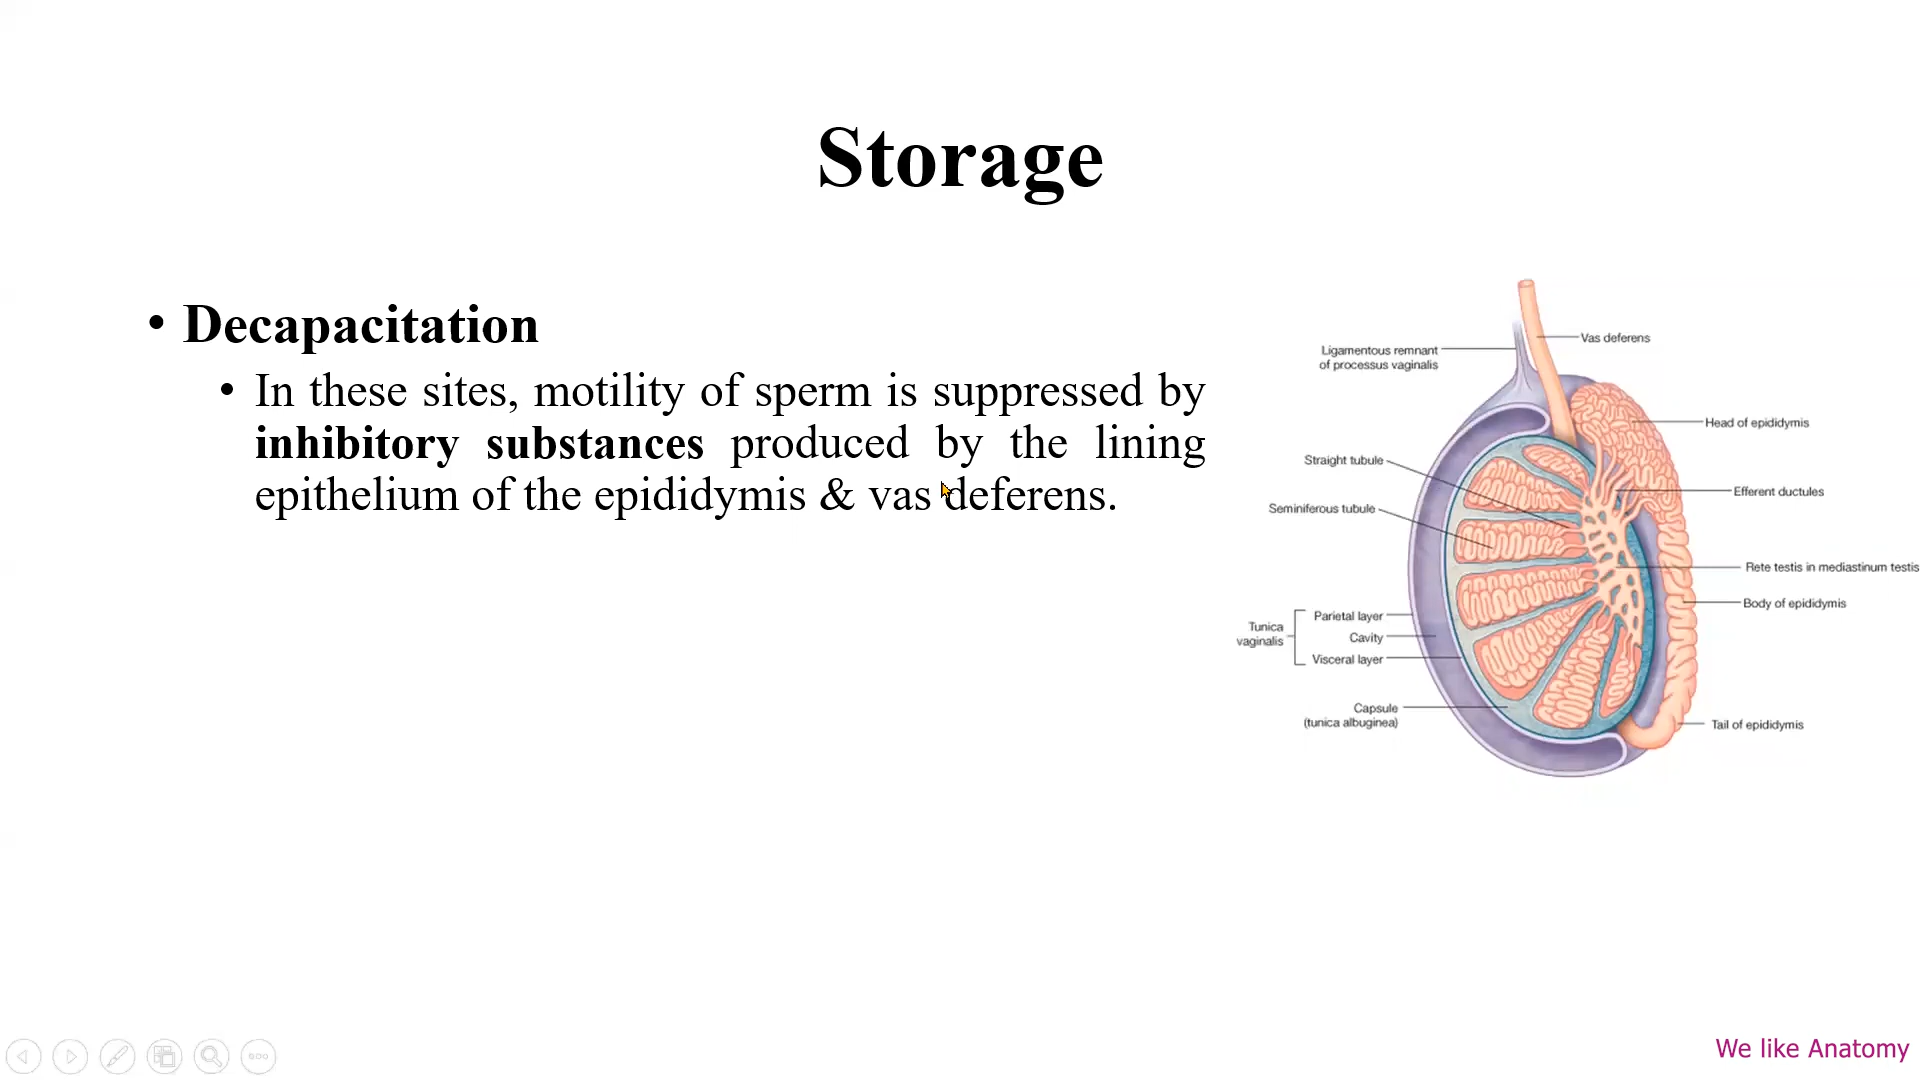 Storage
• Decapacitation
• In these sites, motility of sperm is suppressed by
inhibitory substances produced by the lining
epithelium of the epididymis & vas deferens.
Vas deferens
Ligamentous remnant
of processus vaginalis
Head of epididymis
Straight tubule
Efferent ductules
Seminiferous tubule
Rete testis in mediastinum testis
Body of epididymis
Tunica
vaginalis
Parietal layer
Cavity
Visceral layer
Capsule
(tunica albuginea)
Tail of epididymis
We like Anatomy